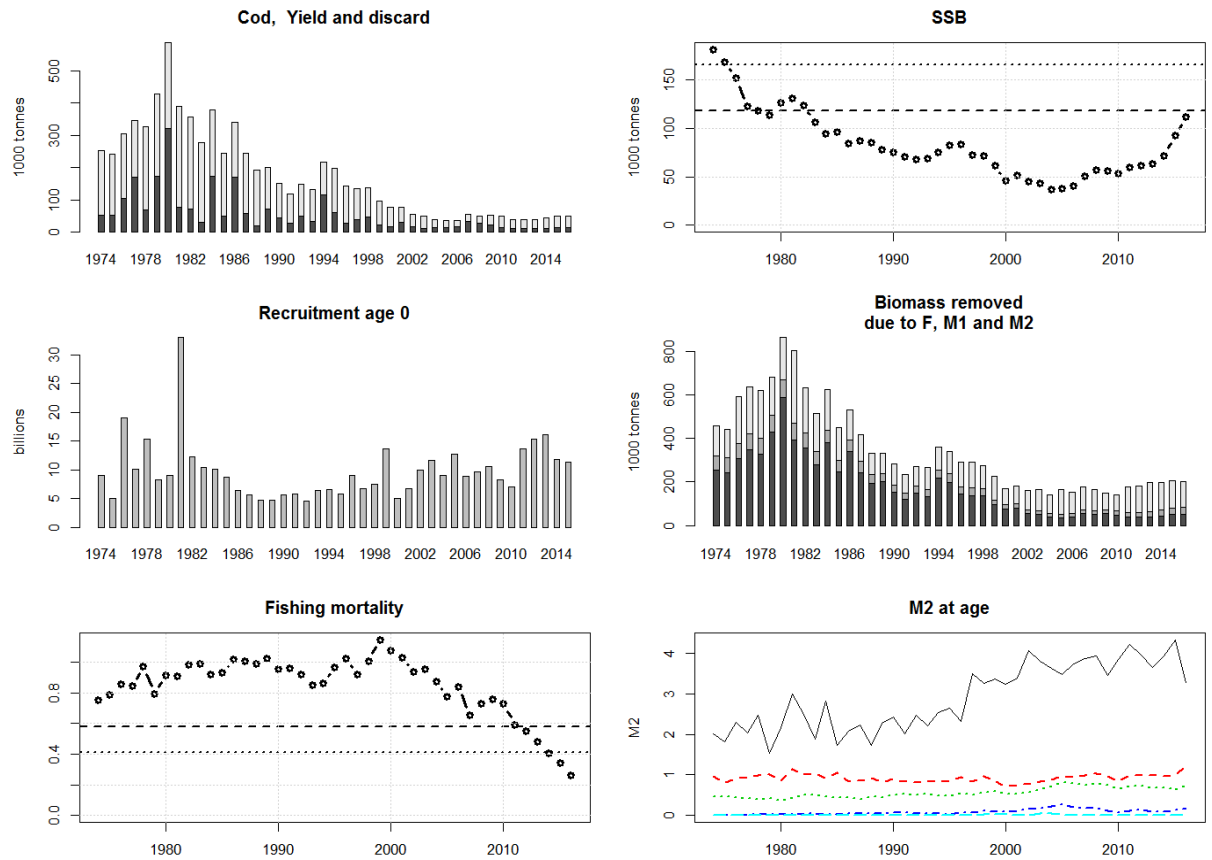 Cod,  Yield and discard
1000 tonnes
0 100 300 500
1974 1978 1982 1986 1990 1994 1998 2002 2006 2010 2014
SSB
1000 tonnes
0 50 100 150
1980 1990 2000 2010
Recruitment age 0
billions
0 5 10 15 20 25 30
1974 1978 1982 1986 1990 1994 1998 2002 2006 2010 2014
Biomass removed
due to F, M1 and M2
1000 tonnes
0 200 400 600 800
1974 1978 1982 1986 1990 1994 1998 2002 2006 2010 2014
Fishing mortality
0.0 0.4 0.8
1980 1990 2000 2010
M2 at age
M2
0 1 2 3 4
1980 1990 2000 2010